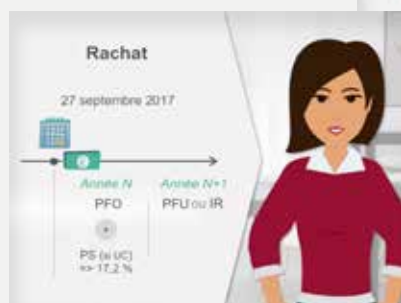 Rachat
27 septembre 2017
Année N Année N+1
PFO PFU ou IR
+
PS (si UC)
=> 17,2 %